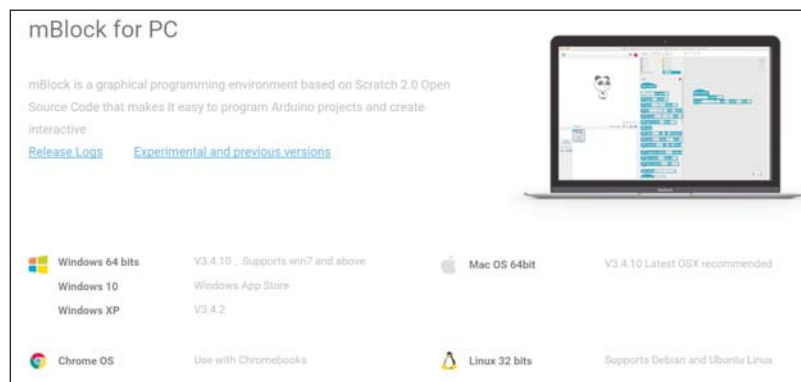 mBlock for PC
mBlock is a graphical programming environment based on Scratch 2.0 Open
Source Code that makes it easy to program Arduino projects and create
interactive
Release Logs Experimental and previous versions
Windows 64 bits V3.4.10 , Supports win7 and above
Windows 10 Windows App Store
Windows XP V3.4.2
Mac OS 64bit V3.4.10 Latest OSX recommended
Chrome OS Use with Chromebooks
Linux 32 bits Supports Debian and Ubuntu Linux